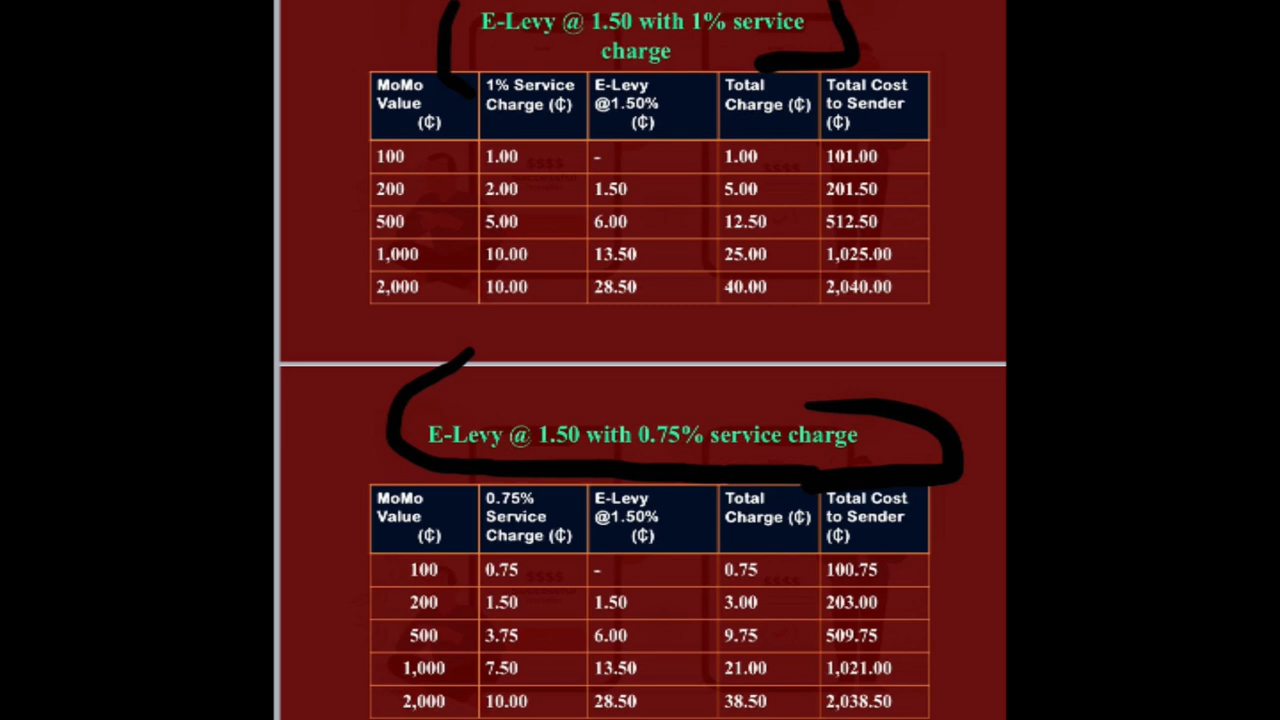 E-Levy @ 1.50 with 1% service
charge
MoMo Value (₵) 1% Service Charge (₵) E-Levy @1.50% (₵) Total Charge (₵) Total Cost to Sender (₵)
100 1.00 - 1.00 101.00
200 2.00 1.50 5.00 201.50
500 5.00 6.00 12.50 512.50
1,000 10.00 13.50 25.00 1,025.00
2,000 10.00 28.50 40.00 2,040.00
E-Levy @ 1.50 with 0.75% service charge
MoMo Value (₵) 0.75% Service Charge (₵) E-Levy @1.50% (₵) Total Charge (₵) Total Cost to Sender (₵)
100 0.75 - 0.75 100.75
200 1.50 1.50 3.00 203.00
500 3.75 6.00 9.75 509.75
1,000 7.50 13.50 21.00 1,021.00
2,000 10.00 28.50 38.50 2,038.50